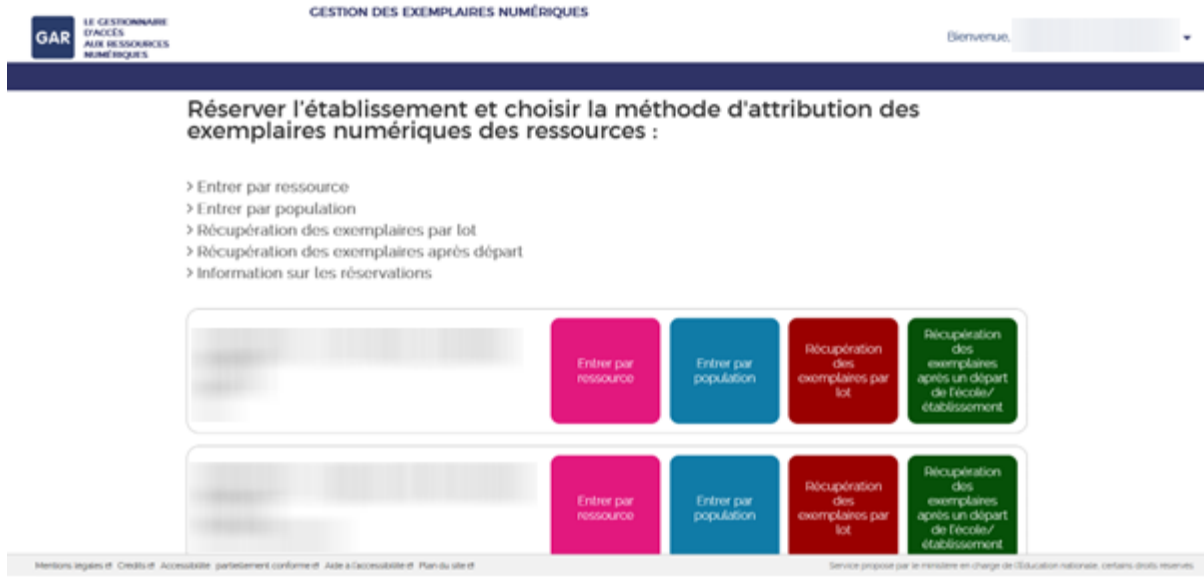 GESTION DES EXEMPLAIRES NUMÉRIQUES
GAR
LE GESTIONNAIRE
D'ACCÈS
AUX RESSOURCES
NUMÉRIQUES
Bienvenue,
Réserver l'établissement et choisir la méthode d'attribution des
exemplaires numériques des ressources :
> Entrer par ressource
> Entrer par population
> Récupération des exemplaires par lot
> Récupération des exemplaires après départ
> Information sur les réservations
Entrer par
ressource
Entrer par
population
Récupération
des
exemplaires par
lot
Récupération
des
exemplaires
après un départ
de l'école/
établissement
Entrer par
ressource
Entrer par
population
Récupération
des
exemplaires par
lot
Récupération
des
exemplaires
après un départ
de l'école/
établissement
Mentions légales Crédits Accessibilité : partiellement conforme Aide à l'accessibilité Plan du site
Service proposé par le ministère en charge de l'Éducation nationale, certains droits réservés.